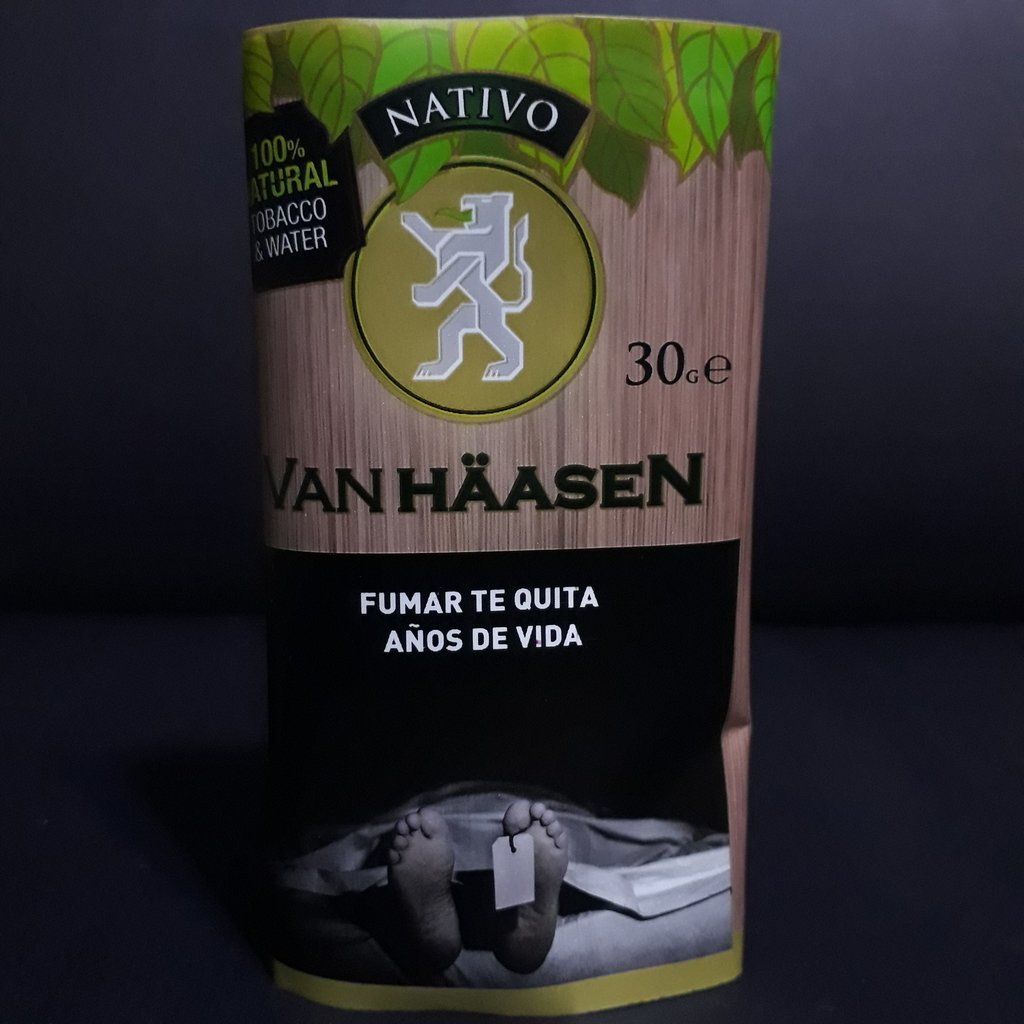 NATIVO
100%
NATURAL
TOBACCO
& WATER
30G e
VAN HÄASEN
FUMAR TE QUITA
AÑOS DE VIDA